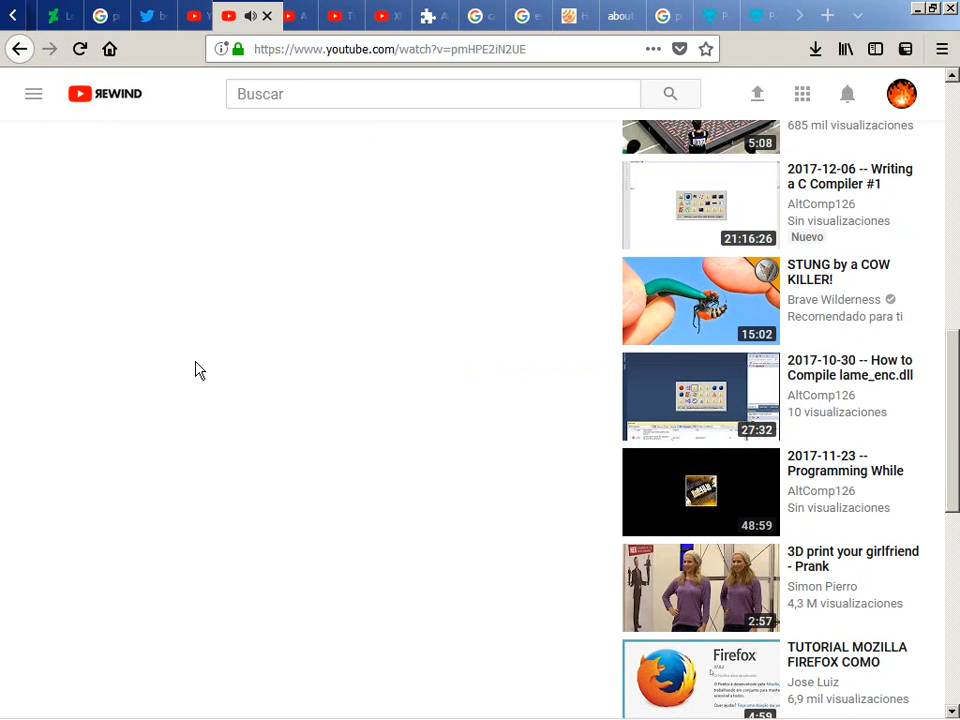 about:
https://www.youtube.com/watch?v=pmHPE2iN2UE
REWIND
Buscar
685 mil visualizaciones
5:08
2017-12-06 -- Writing
a C Compiler #1
AltComp126
Sin visualizaciones
Nuevo
21:16:26
STUNG by a COW
KILLER!
Brave Wilderness
Recomendado para ti
15:02
2017-10-30 -- How to
Compile lame_enc.dll
AltComp126
10 visualizaciones
27:32
2017-11-23 --
Programming While
AltComp126
Sin visualizaciones
48:59
3D print your girlfriend
- Prank
Simon Pierro
4,3 M visualizaciones
2:57
TUTORIAL MOZILLA
FIREFOX COMO
Jose Luiz
6,9 mil visualizaciones
Firefox
4:59